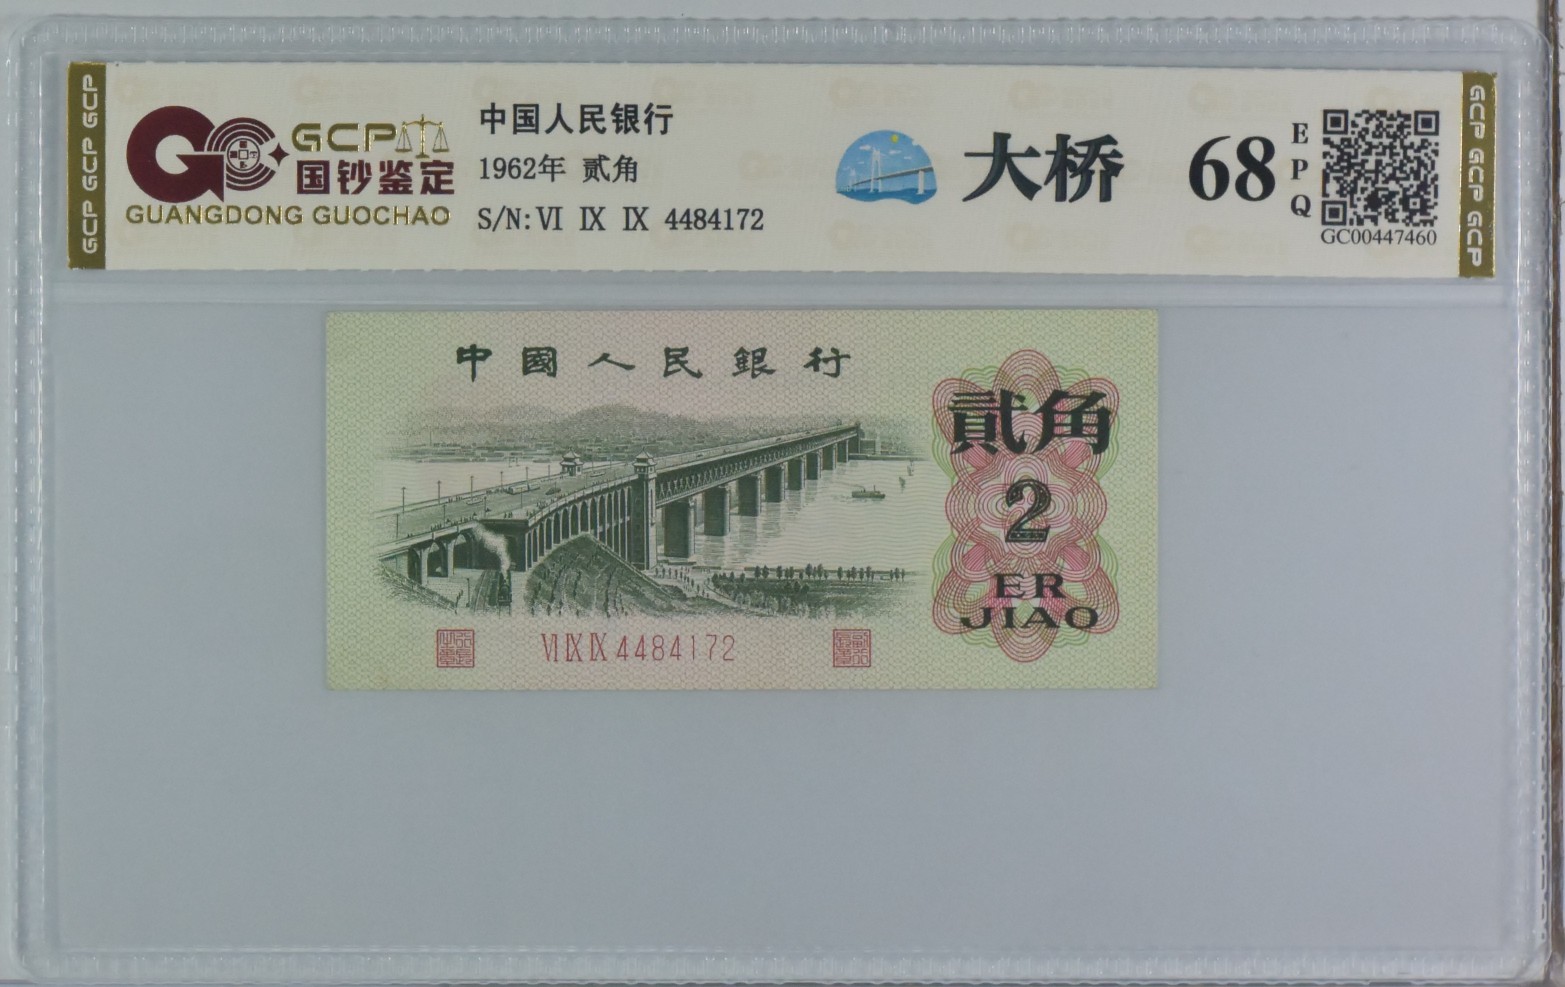 GCP GCP GCP
GCP
国钞鉴定
GUANGDONG GUOCHAO
中国人民银行
1962年 贰角
S/N: VI IX IX 4484172
大桥
68
EPQ
GC00447460
GCP GCP GCP
中國人民銀行
貳角
2
ER
JIAO
VI IX IX 4484172